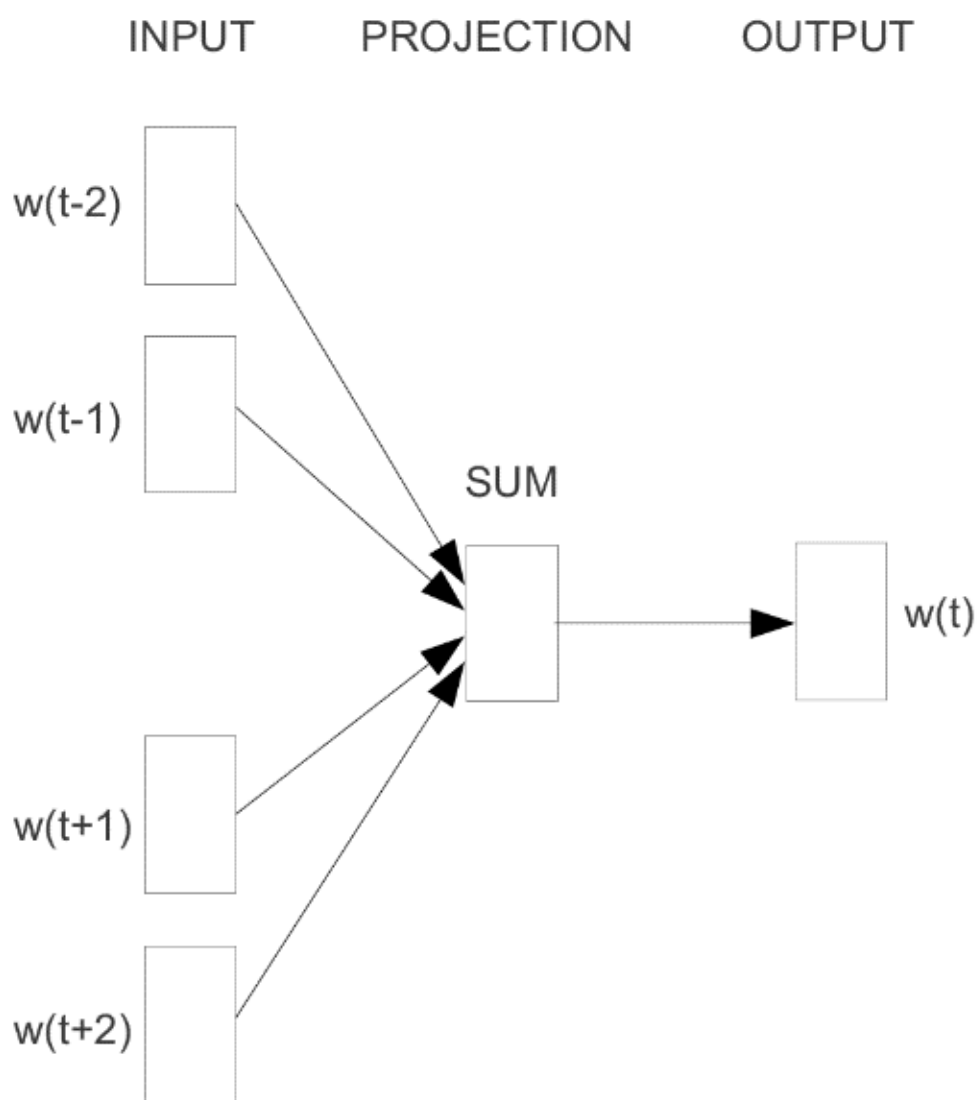 INPUT PROJECTION OUTPUT
w(t-2)
w(t-1)
SUM
w(t)
w(t+1)
w(t+2)